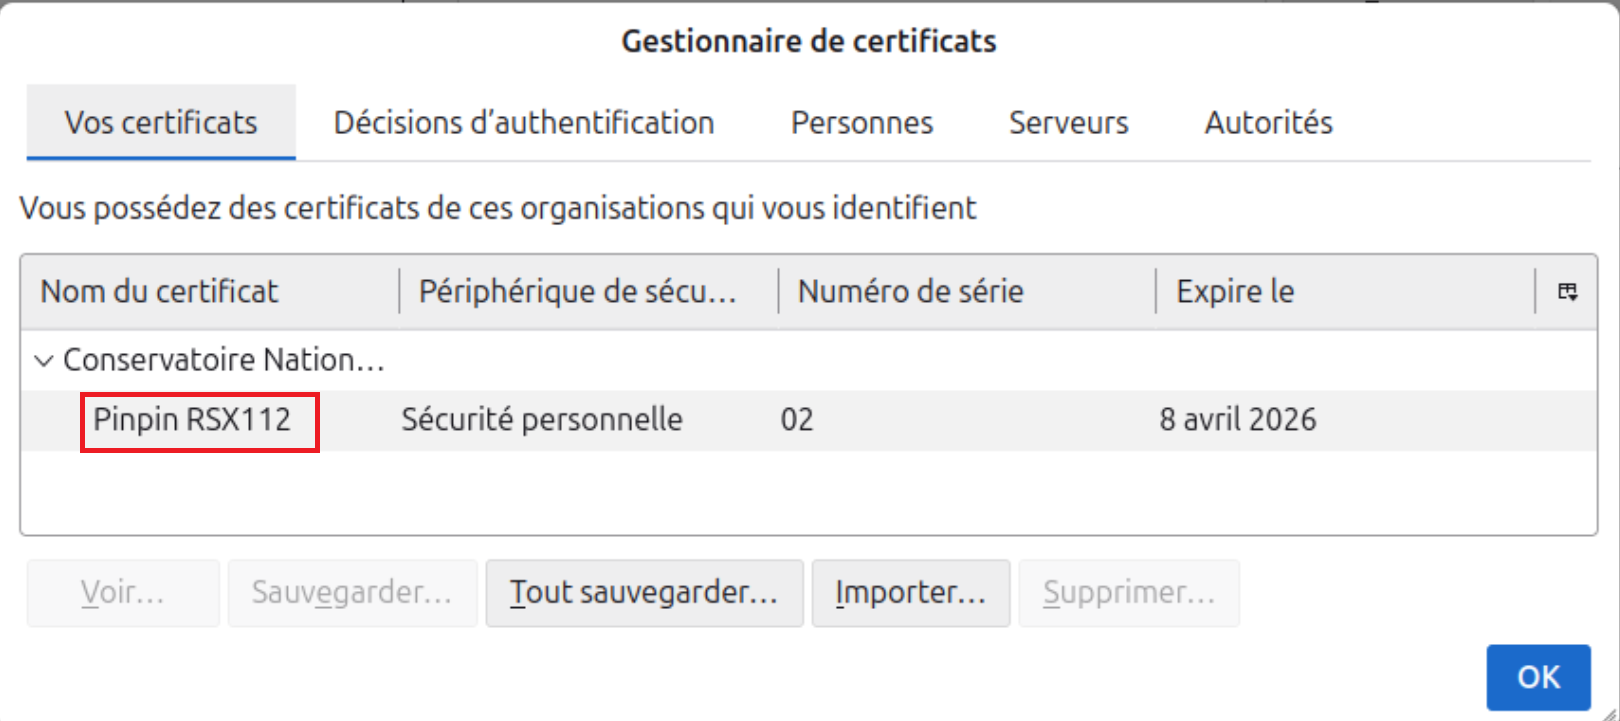 Gestionnaire de certificats
Vos certificats Décisions d’authentification Personnes Serveurs Autorités
Vous possédez des certificats de ces organisations qui vous identifient
Nom du certificat Périphérique de sécu… Numéro de série Expire le
Conservatoire Nation…
Pinpin RSX112 Sécurité personnelle 02 8 avril 2026
Voir… Sauvegarder… Tout sauvegarder… Importer… Supprimer…
OK